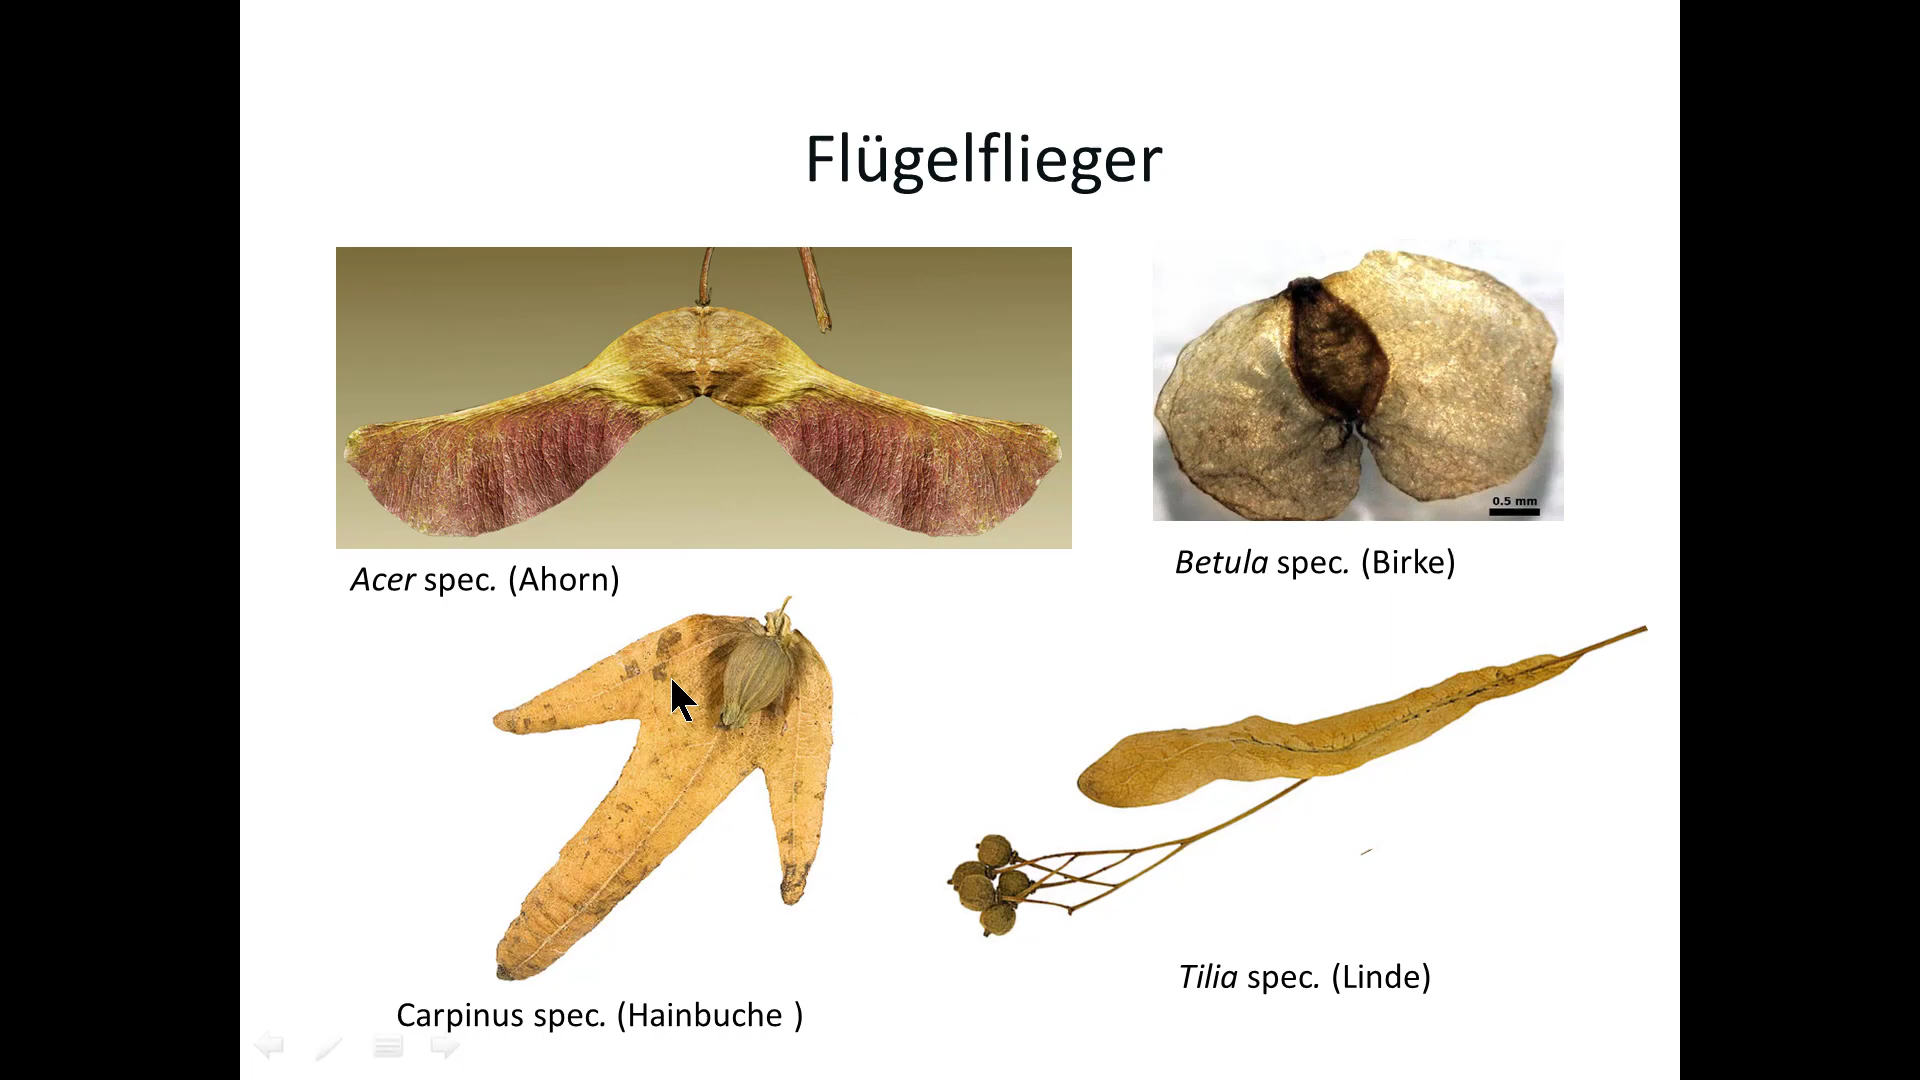 Flügelflieger
0.5 mm
Acer spec. (Ahorn)
Betula spec. (Birke)
Carpinus spec. (Hainbuche )
Tilia spec. (Linde)